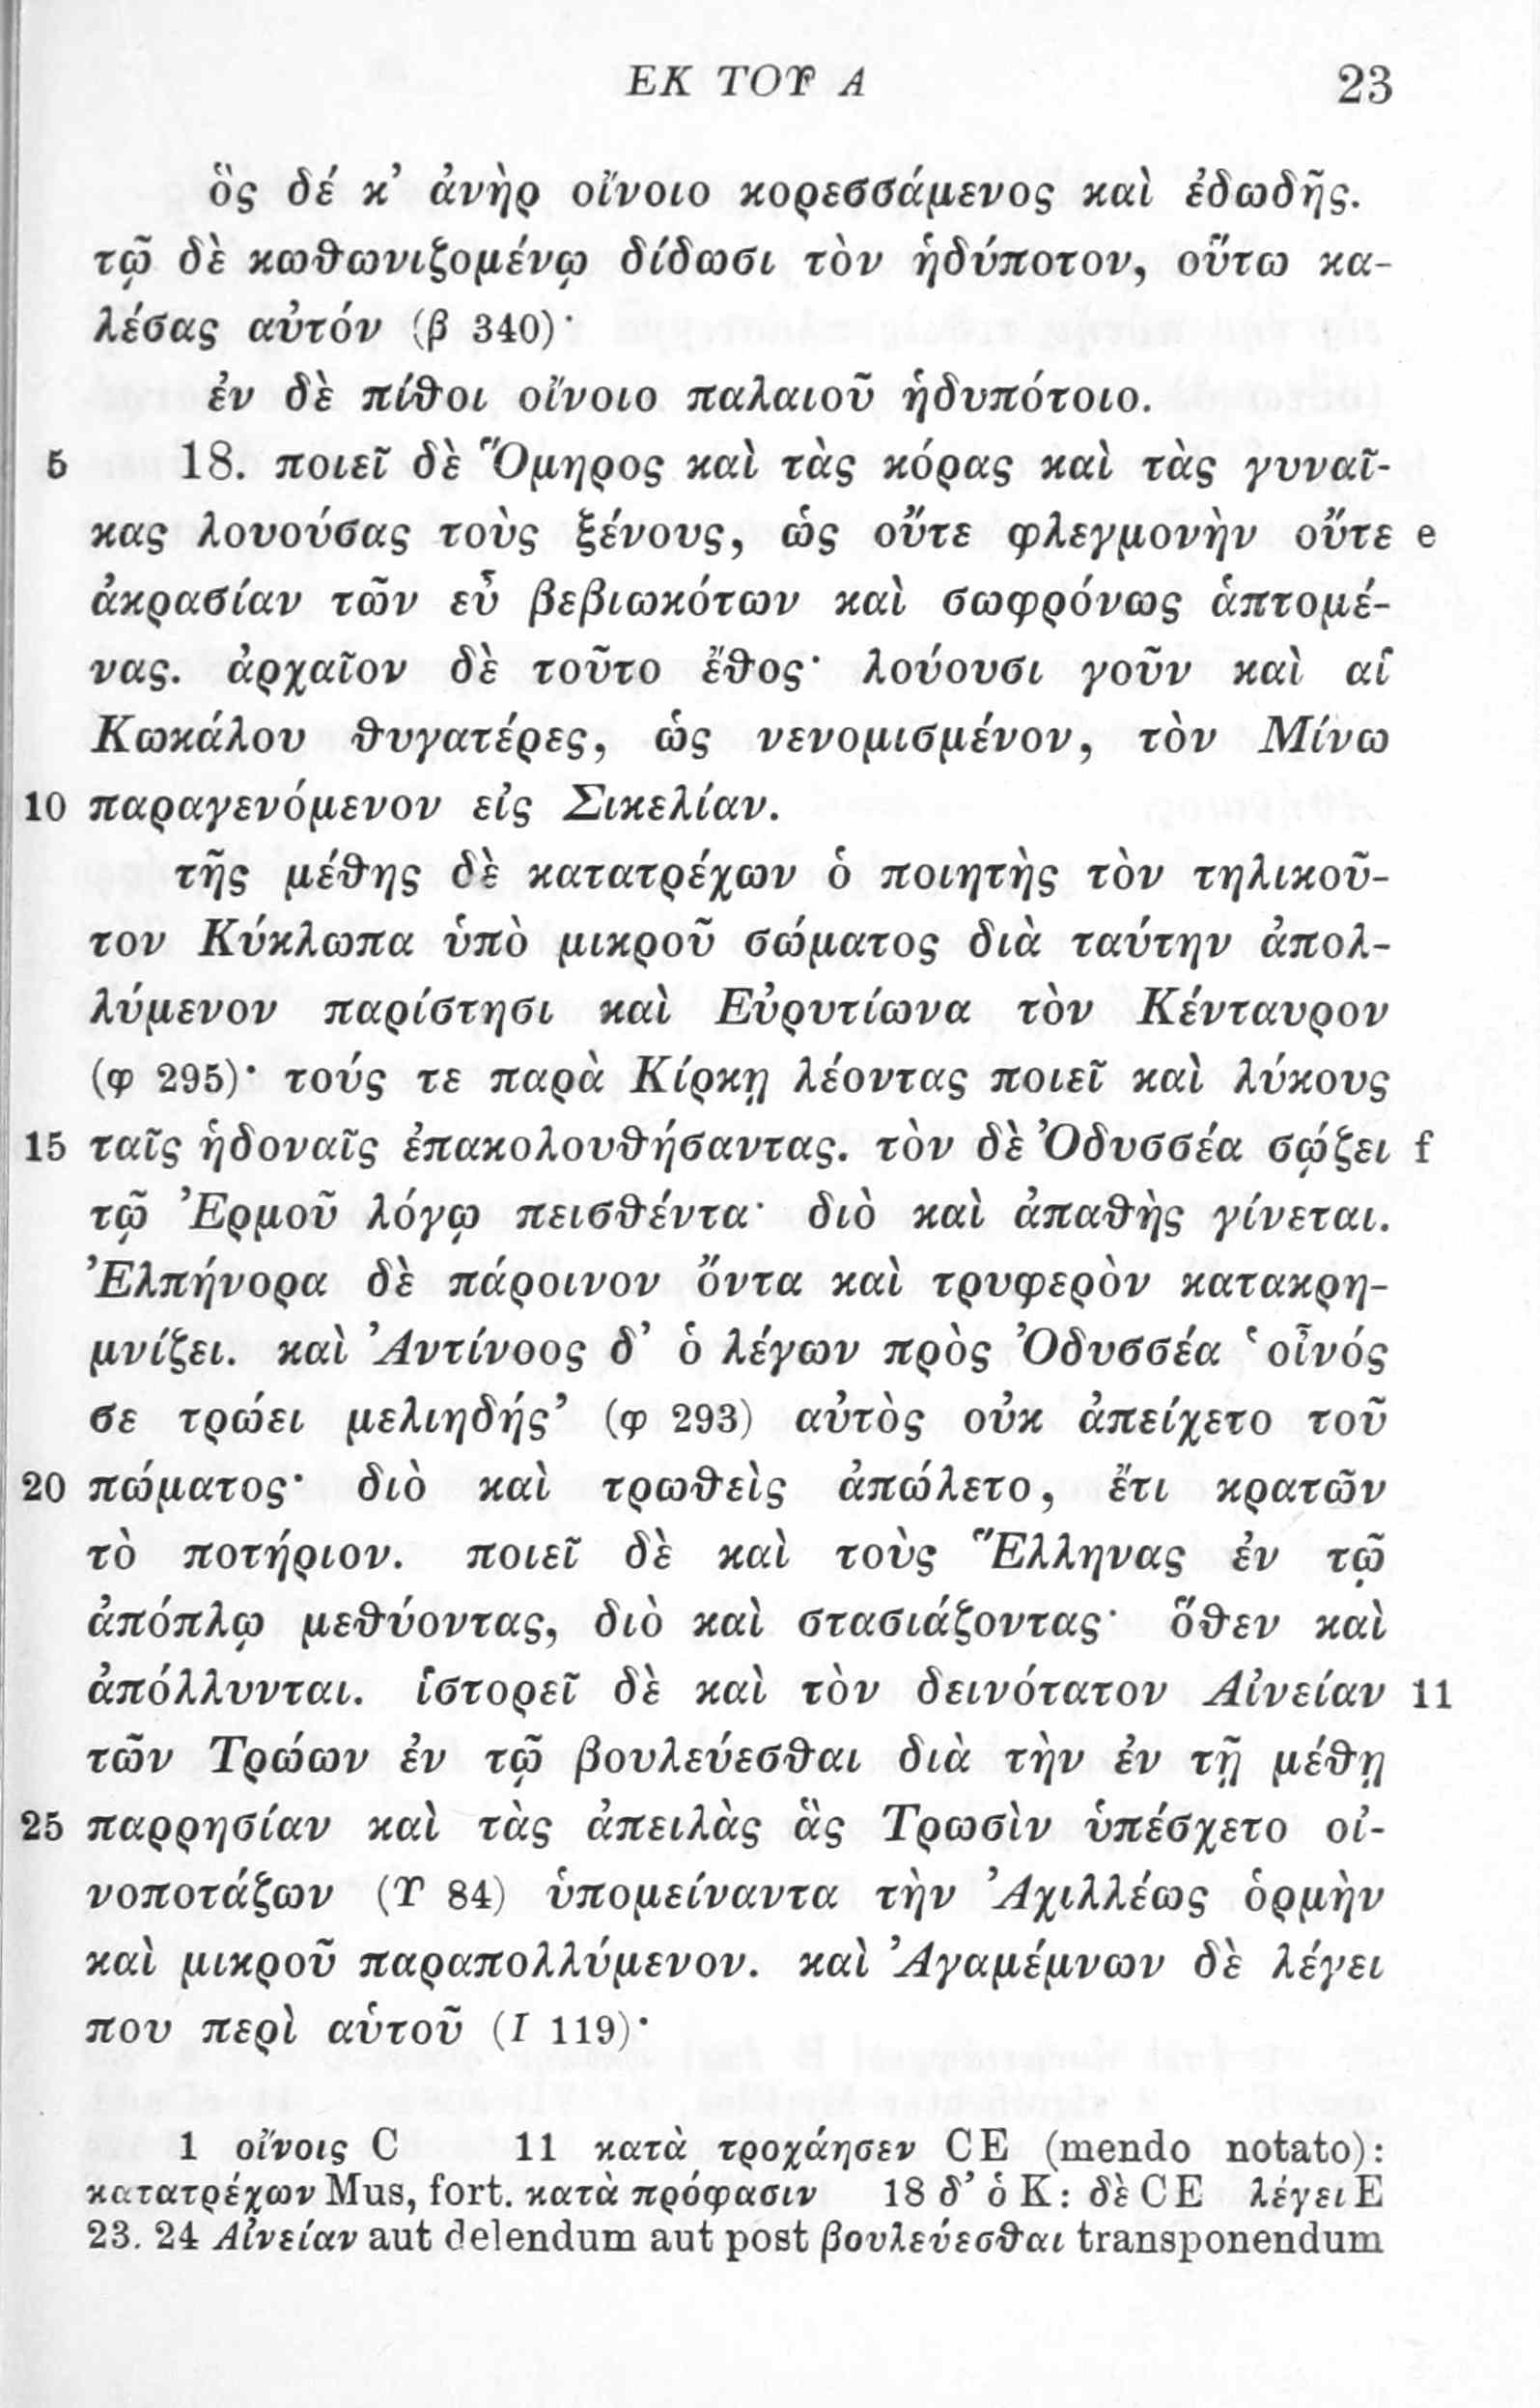 ΕΚ ΤΟΥ Α 23
ὃς δέ κ’ ἀνὴρ οἴνοιο κορεσσάμενος καὶ ἐδωδῆς.
τῷ δὲ κωθωνιζομένῳ δίδωσι τὸν ἡδύποτον, οὕτω κα-
λέσας αὐτόν (β 340)·
ἐν δὲ πίθοι οἴνοιο παλαιοῦ ἡδυπότοιο.
5 18. ποιεῖ δὲ Ὅμηρος καὶ τὰς κόρας καὶ τὰς γυναῖ-
κας λουούσας τοὺς ξένους, ὡς οὔτε φλεγμονὴν οὔτε e
ἀκρασίαν τῶν εὖ βεβιωκότων καὶ σωφρόνως ἁπτομέ-
νας. ἀρχαῖον δὲ τοῦτο ἔθος· λούουσι γοῦν καὶ αἱ
Κωκάλου θυγατέρες, ὡς νενομισμένον, τὸν Μίνω
10 παραγενόμενον εἰς Σικελίαν.
τῆς μέθης δὲ κατατρέχων ὁ ποιητὴς τὸν τηλικοῦ-
τον Κύκλωπα ὑπὸ μικροῦ σώματος διὰ ταύτην ἀπολ-
λύμενον παρίστησι καὶ Εὐρυτίωνα τὸν Κένταυρον
(φ 295)· τούς τε παρὰ Κίρκῃ λέοντας ποιεῖ καὶ λύκους
15 ταῖς ἡδοναῖς ἐπακολουθήσαντας. τὸν δὲ Ὀδυσσέα σῴζει f
τῷ Ἑρμοῦ λόγῳ πεισθέντα· διὸ καὶ ἀπαθὴς γίνεται.
Ἐλπήνορα δὲ πάροινον ὄντα καὶ τρυφερὸν κατακρη-
μνίζει. καὶ Ἀντίνοος δ’ ὁ λέγων πρὸς Ὀδυσσέα ‘οἶνός
σε τρώει μελιηδής’ (φ 293) αὐτὸς οὐκ ἀπείχετο τοῦ
20 πώματος· διὸ καὶ τρωθεὶς ἀπώλετο, ἔτι κρατῶν
τὸ ποτήριον. ποιεῖ δὲ καὶ τοὺς Ἕλληνας ἐν τῷ
ἀπόπλῳ μεθύοντας, διὸ καὶ στασιάζοντας· ὅθεν καὶ
ἀπόλλυνται. ἱστορεῖ δὲ καὶ τὸν δεινότατον Αἰνείαν 11
τῶν Τρώων ἐν τῷ βουλεύεσθαι διὰ τὴν ἐν τῇ μέθῃ
25 παρρησίαν καὶ τὰς ἀπειλὰς ἃς Τρωσὶν ὑπέσχετο οἰ-
νοποτάζων (Υ 84) ὑπομείναντα τὴν Ἀχιλλέως ὁρμὴν
καὶ μικροῦ παραπολλύμενον. καὶ Ἀγαμέμνων δὲ λέγει
που περὶ αὑτοῦ (Ι 119)·
1 οἴνοις C 11 κατὰ τροχάησεν CE (mendo notato):
κατατρέχων Mus, fort. κατὰ πρόφασιν 18 δ’ ὁ K: δὲ CE λέγει E
23. 24 Αἰνείαν aut delendum aut post βουλεύεσθαι transponendum